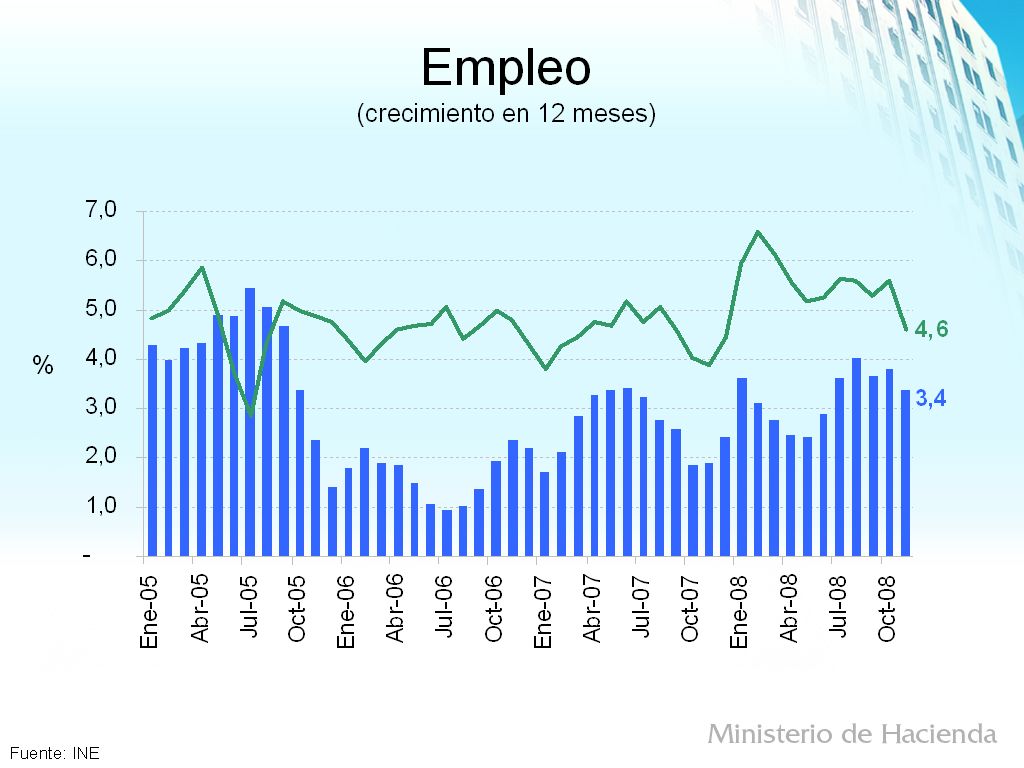 Empleo
(crecimiento en 12 meses)
7,0
6,0
5,0
4,0
3,0
2,0
1,0
-
%
4,6
3,4
Ene-05
Abr-05
Jul-05
Oct-05
Ene-06
Abr-06
Jul-06
Oct-06
Ene-07
Abr-07
Jul-07
Oct-07
Ene-08
Abr-08
Jul-08
Oct-08
Ministerio de Hacienda
Fuente: INE